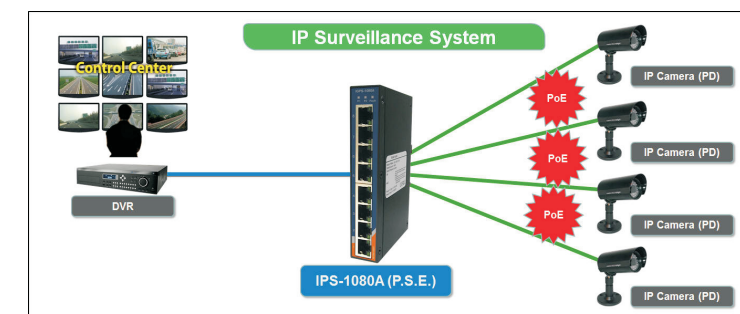 IP Surveillance System
Control Center
IP Camera (PD)
PoE
IP Camera (PD)
PoE
IP Camera (PD)
PoE
DVR
IPS-1080A (P.S.E.)
IP Camera (PD)